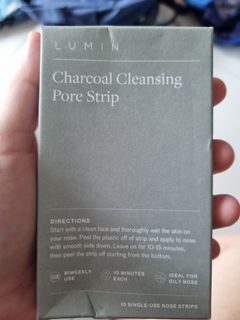 LUMIN
Charcoal Cleansing
Pore Strip
DIRECTIONS
Start with a clean face and thoroughly wet the skin
on your nose. Peel the plastic off of strip and apply to nose
with smooth side down. Leave on for 10-15 minutes,
then peel the strip off starting from the bottom.
BIWEEKLY
USE
10 MINUTES
EACH
IDEAL FOR
OILY NOSE
10 SINGLE-USE NOSE STRIPS